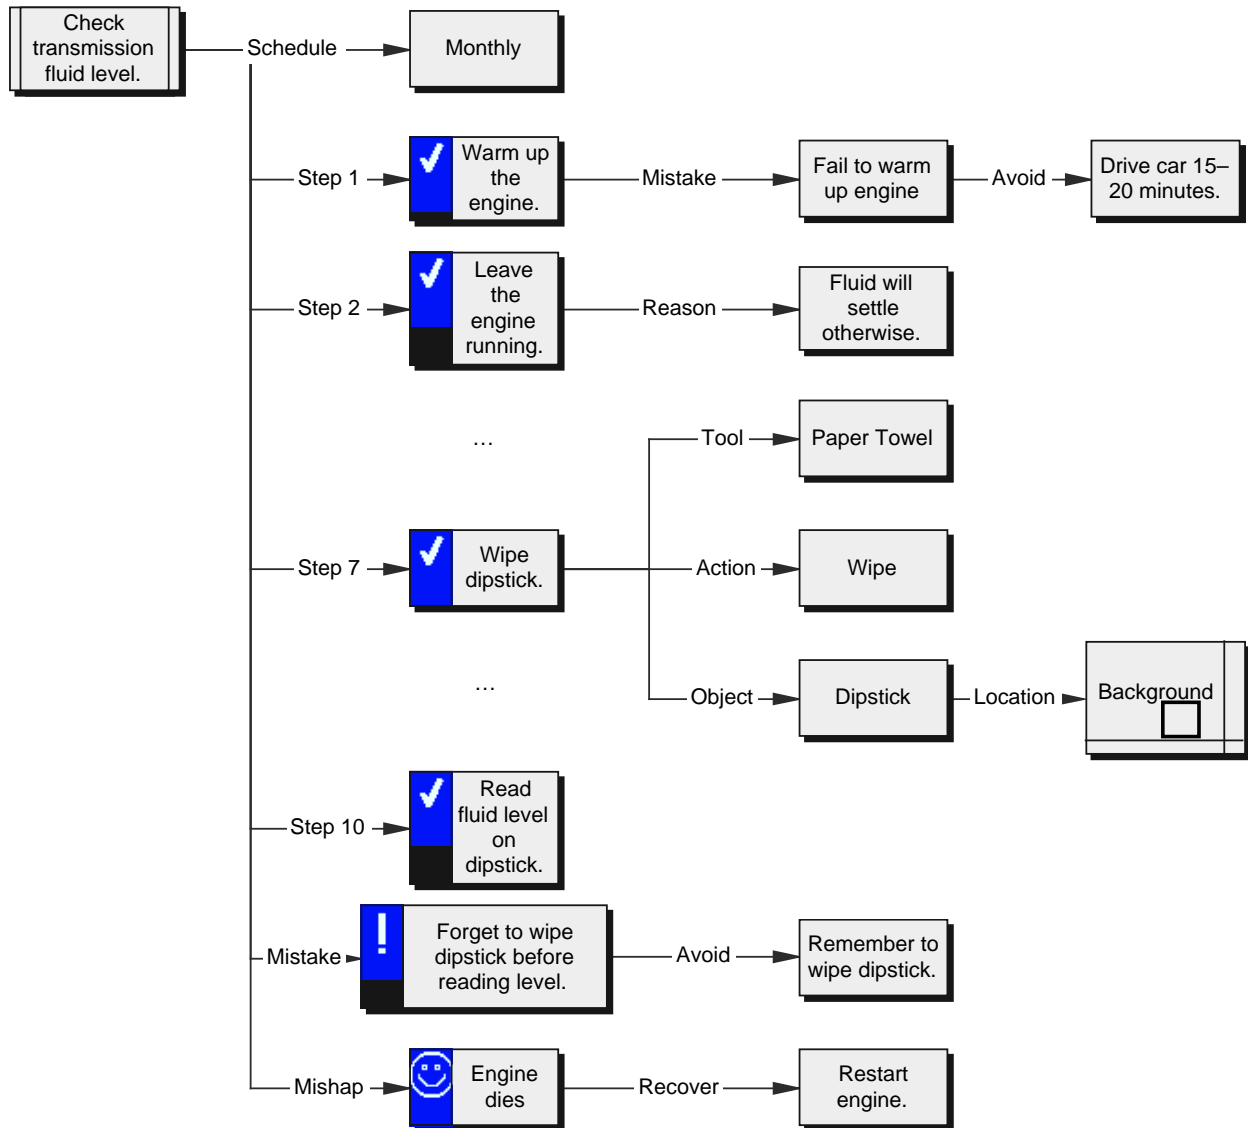 Check
transmission
fluid level.
Schedule
Monthly
Step 1
Warm up
the
engine.
Mistake
Fail to warm
up engine
Avoid
Drive car 15–
20 minutes.
Step 2
Leave
the
engine
running.
Reason
Fluid will
settle
otherwise.
…
Tool
Paper Towel
Step 7
Wipe
dipstick.
Action
Wipe
…
Object
Dipstick
Location
Background
Step 10
Read
fluid level
on
dipstick.
Mistake
!
Forget to wipe
dipstick before
reading level.
Avoid
Remember to
wipe dipstick.
Mishap
Engine
dies
Recover
Restart
engine.